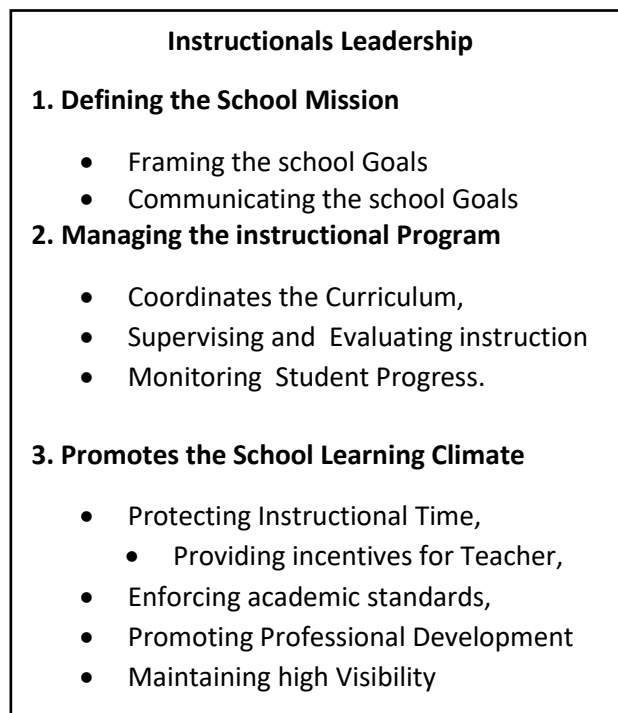 Instructionals Leadership
1. Defining the School Mission
• Framing the school Goals
• Communicating the school Goals
2. Managing the instructional Program
• Coordinates the Curriculum,
• Supervising and Evaluating instruction
• Monitoring Student Progress.
3. Promotes the School Learning Climate
• Protecting Instructional Time,
• Providing incentives for Teacher,
• Enforcing academic standards,
• Promoting Professional Development
• Maintaining high Visibility